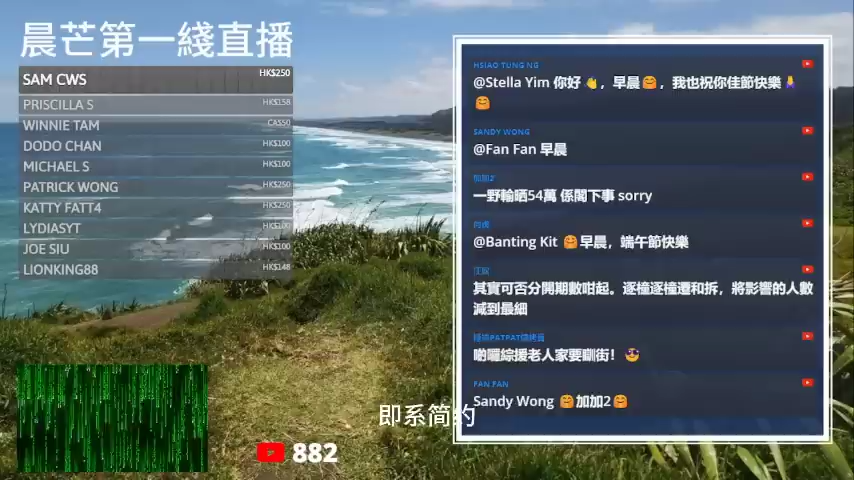 晨芒第一綫直播
SAM CWS HK$250
PRISCILLA S HK$158
WINNIE TAM CA$50
DODO CHAN HK$100
MICHAEL S HK$100
PATRICK WONG HK$250
KATTY FATT4 HK$250
LYDIASYT HK$100
JOE SIU HK$100
LIONKING88 HK$148
882
HSIAO TUNG NG
@Stella Yim 你好👋，早晨🤗，我也祝你佳節快樂🧜‍♀️
🤗
SANDY WONG
@Fan Fan 早晨
加加2
一野輸晒54萬 係閣下事 sorry
@Banting Kit 🤗早晨，端午節快樂
其實可否分開期數咁起。逐橦逐橦遷和拆，將影響的人數
減到最細
啲囉綜援老人家要瞓街！😎
FAN FAN
Sandy Wong 🤗加加2🤗
即系简约